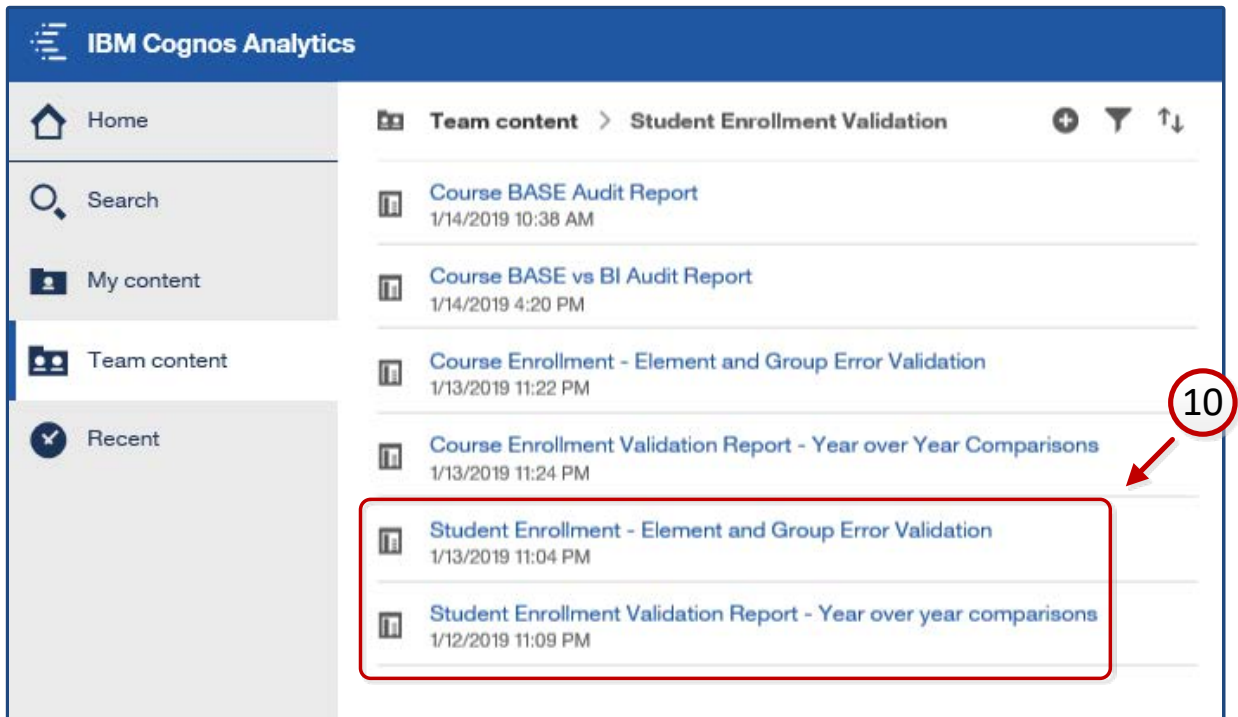 IBM Cognos Analytics
Home
Search
My content
Team content
Recent
Team content > Student Enrollment Validation
Course BASE Audit Report
1/14/2019 10:38 AM
Course BASE vs BI Audit Report
1/14/2019 4:20 PM
Course Enrollment - Element and Group Error Validation
1/13/2019 11:22 PM
Course Enrollment Validation Report - Year over Year Comparisons
1/13/2019 11:24 PM
10
Student Enrollment - Element and Group Error Validation
1/13/2019 11:04 PM
Student Enrollment Validation Report - Year over year comparisons
1/12/2019 11:09 PM